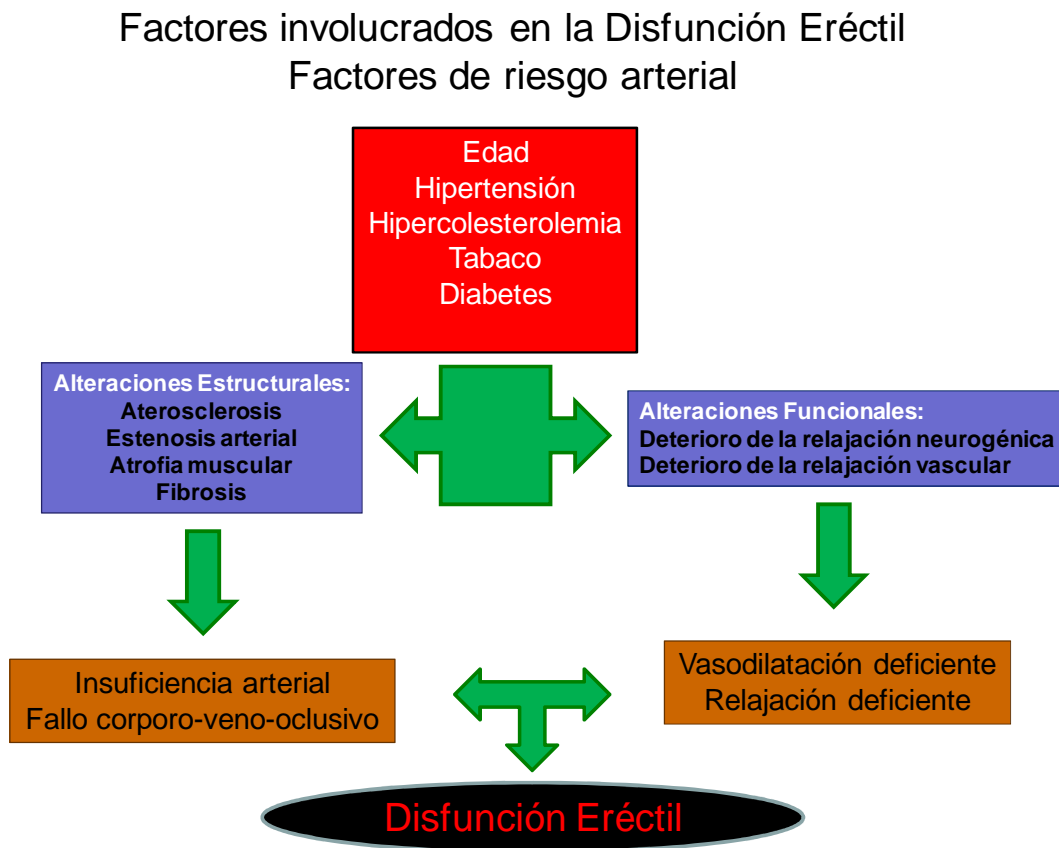 Factores involucrados en la Disfunción Eréctil
Factores de riesgo arterial
Edad
Hipertensión
Hipercolesterolemia
Tabaco
Diabetes
Alteraciones Estructurales:
Aterosclerosis
Estenosis arterial
Atrofia muscular
Fibrosis
Alteraciones Funcionales:
Deterioro de la relajación neurogénica
Deterioro de la relajación vascular
Insuficiencia arterial
Fallo corporo-veno-oclusivo
Vasodilatación deficiente
Relajación deficiente
Disfunción Eréctil